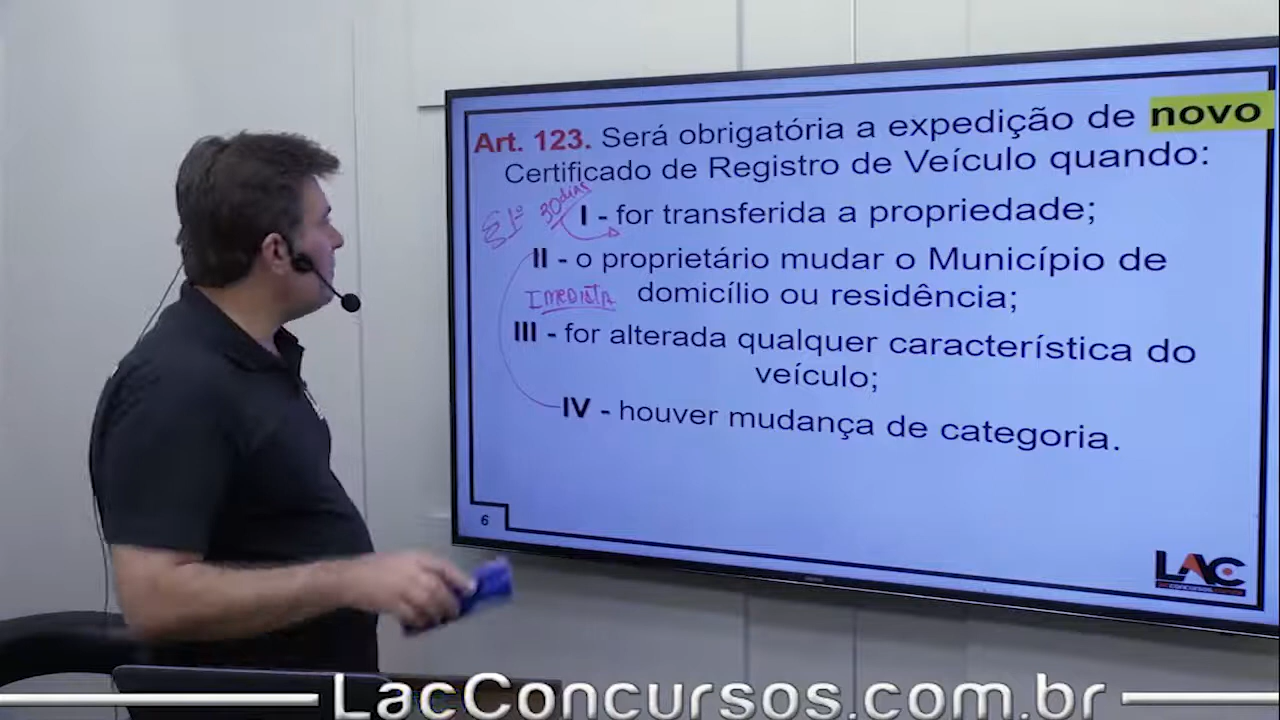 Art. 123. Será obrigatória a expedição de novo
Certificado de Registro de Veículo quando:
§1º 30 dias
I - for transferida a propriedade;
II - o proprietário mudar o Município de
Imediata domicílio ou residência;
III - for alterada qualquer característica do
veículo;
IV - houver mudança de categoria.
6
LAC
LacConcursos.com.br